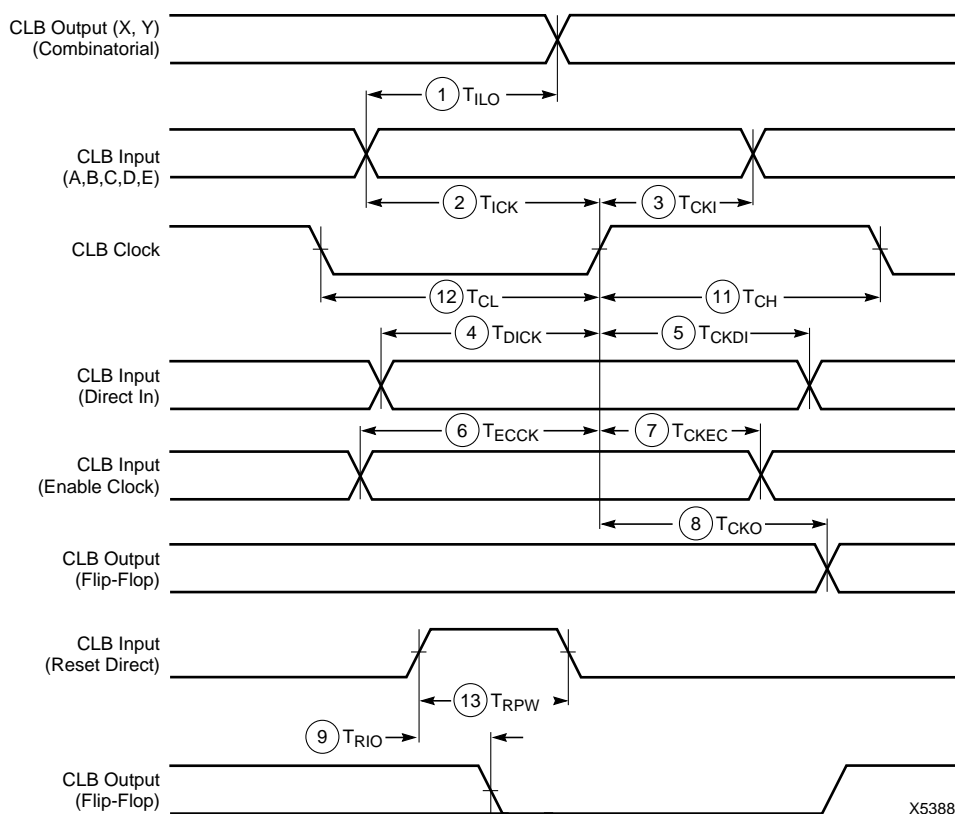 CLB Output (X, Y)
(Combinatorial)
1 TILO
CLB Input
(A,B,C,D,E)
2 TICK
3 TCKI
CLB Clock
12 TCL
11 TCH
4 TDICK
5 TCKDI
CLB Input
(Direct In)
6 TECCK
7 TCKEC
CLB Input
(Enable Clock)
8 TCKO
CLB Output
(Flip-Flop)
CLB Input
(Reset Direct)
13 TRPW
9 TRIO
CLB Output
(Flip-Flop)
X5388